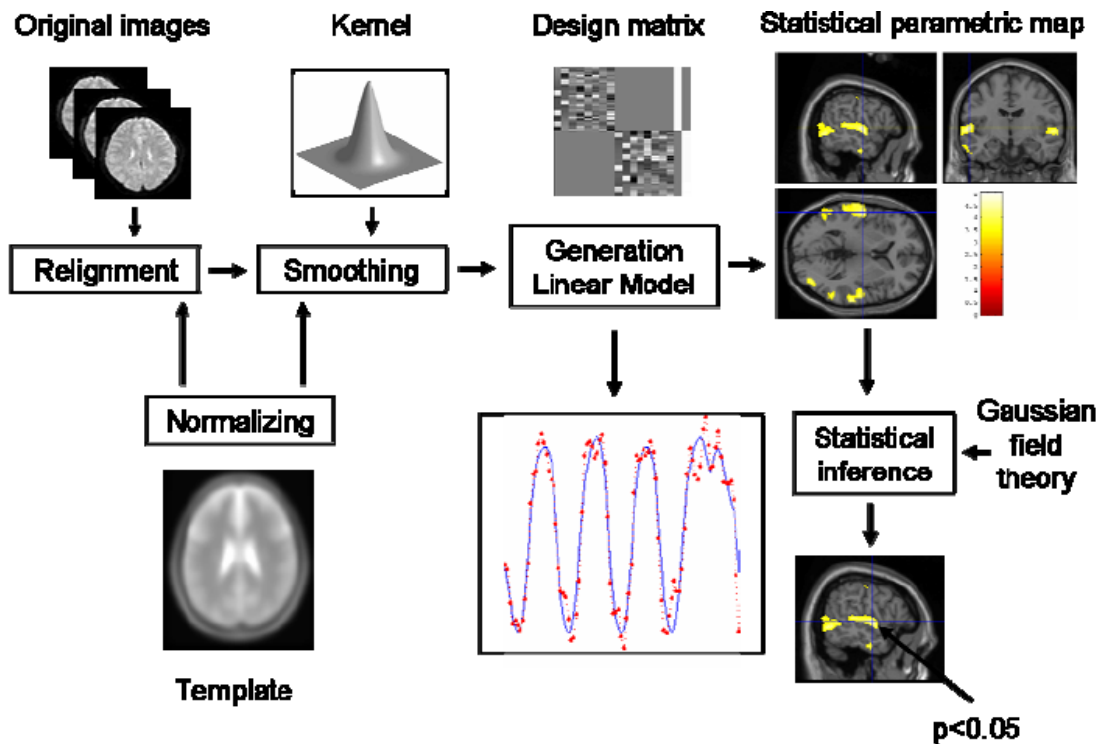 Original images
Kernel
Design matrix
Statistical parametric map
Relignment
Smoothing
Generation
Linear Model
Normalizing
Statistical
inference
Gaussian
field
theory
Template
p<0.05